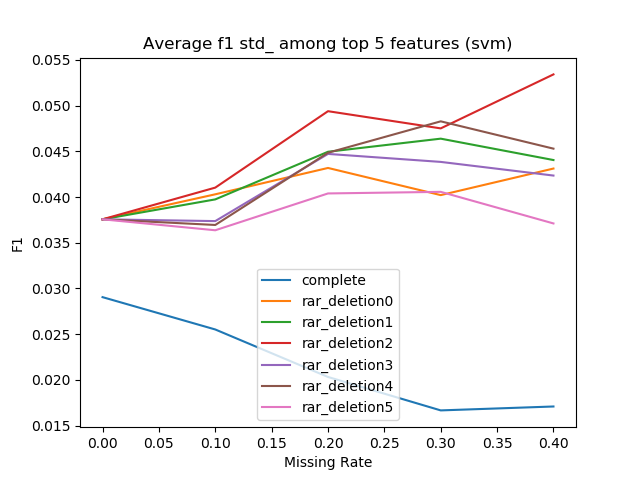 Average f1 std_ among top 5 features (svm)
F1
0.055
0.050
0.045
0.040
0.035
0.030
0.025
0.020
0.015
complete
rar_deletion0
rar_deletion1
rar_deletion2
rar_deletion3
rar_deletion4
rar_deletion5
0.00 0.05 0.10 0.15 0.20 0.25 0.30 0.35 0.40
Missing Rate